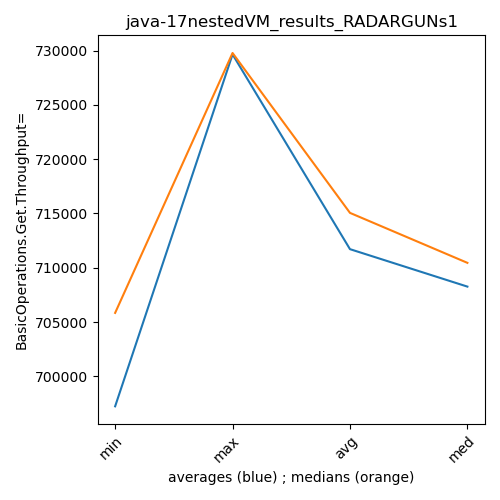 java-17nestedVM_results_RADARGUNs1
BasicOperations.Get.Throughput=
730000
725000
720000
715000
710000
705000
700000
min
max
avg
med
averages (blue) ; medians (orange)